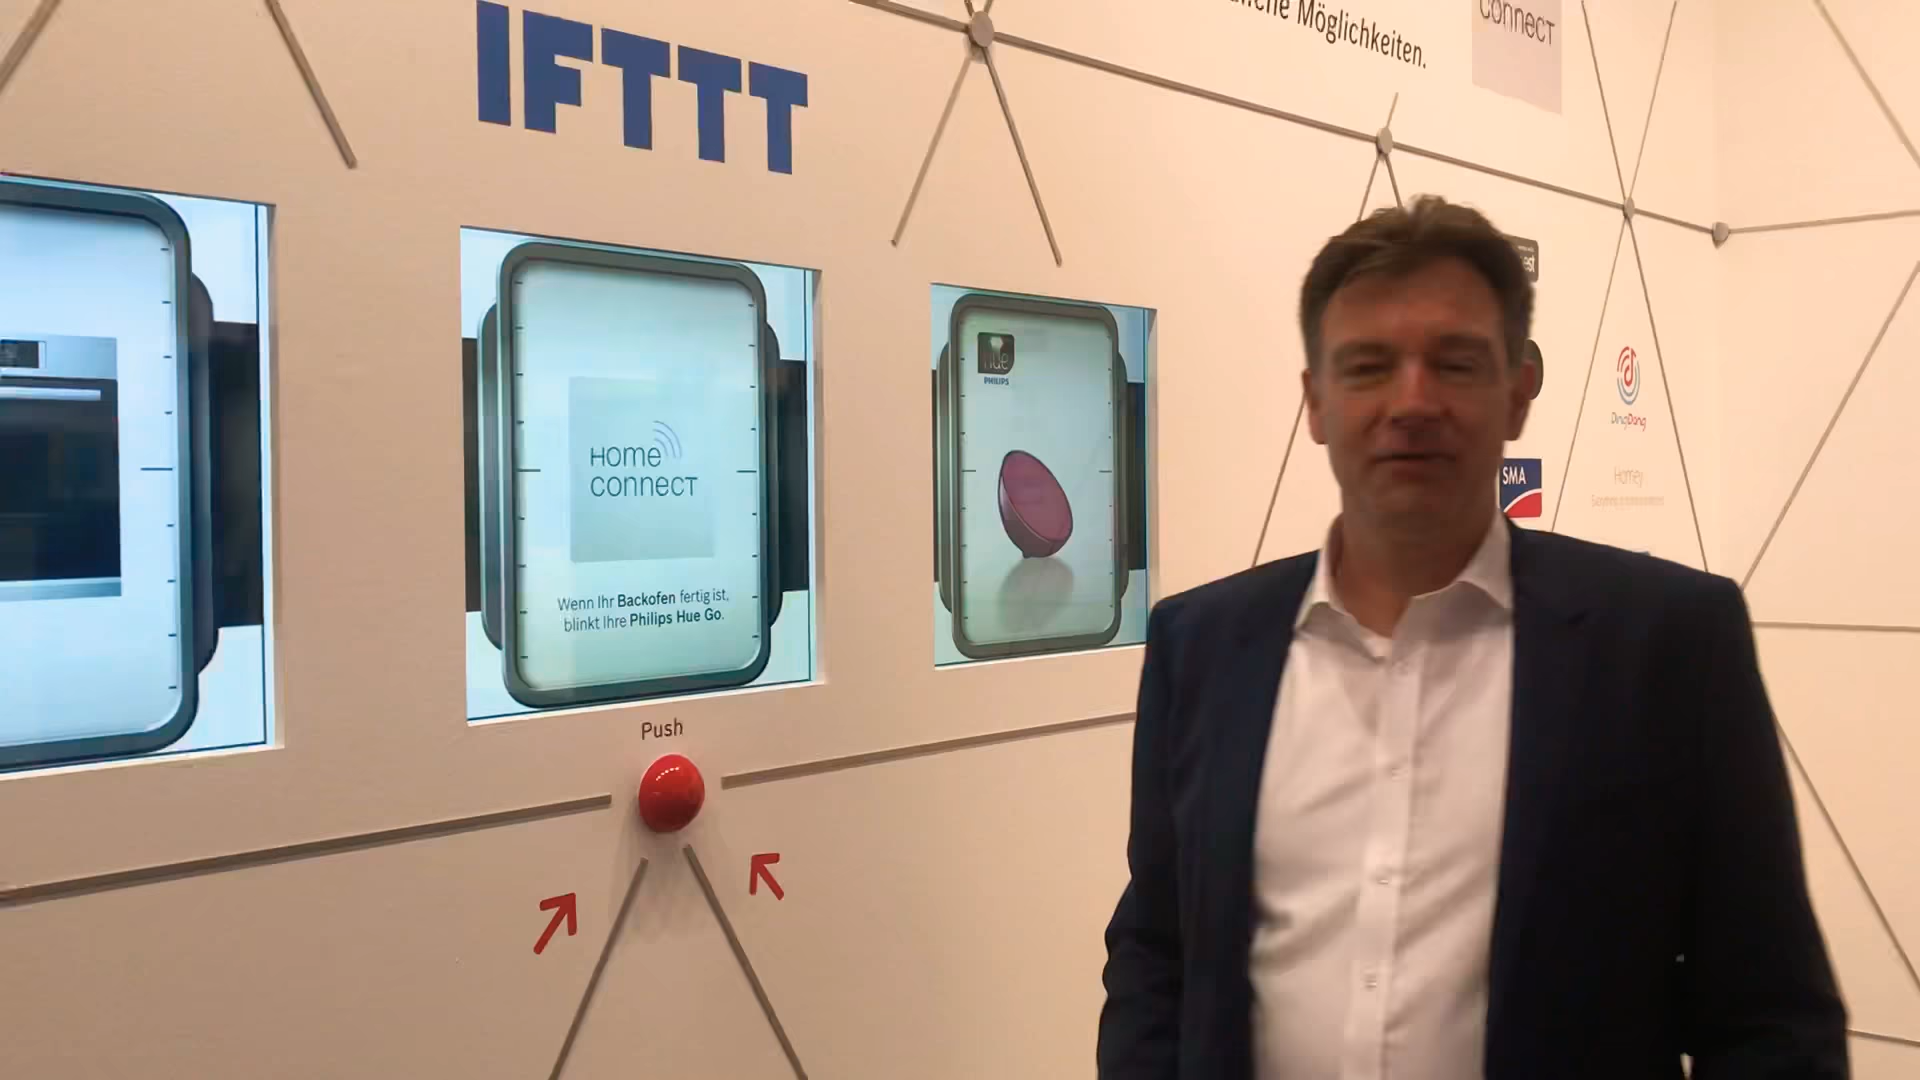 IFTTT
Möglichkeiten.
connect
Home
connect
Wenn Ihr Backofen fertig ist,
blinkt Ihre Philips Hue Go.
hue
PHILIPS
Push
DingDong
SMA
Homey